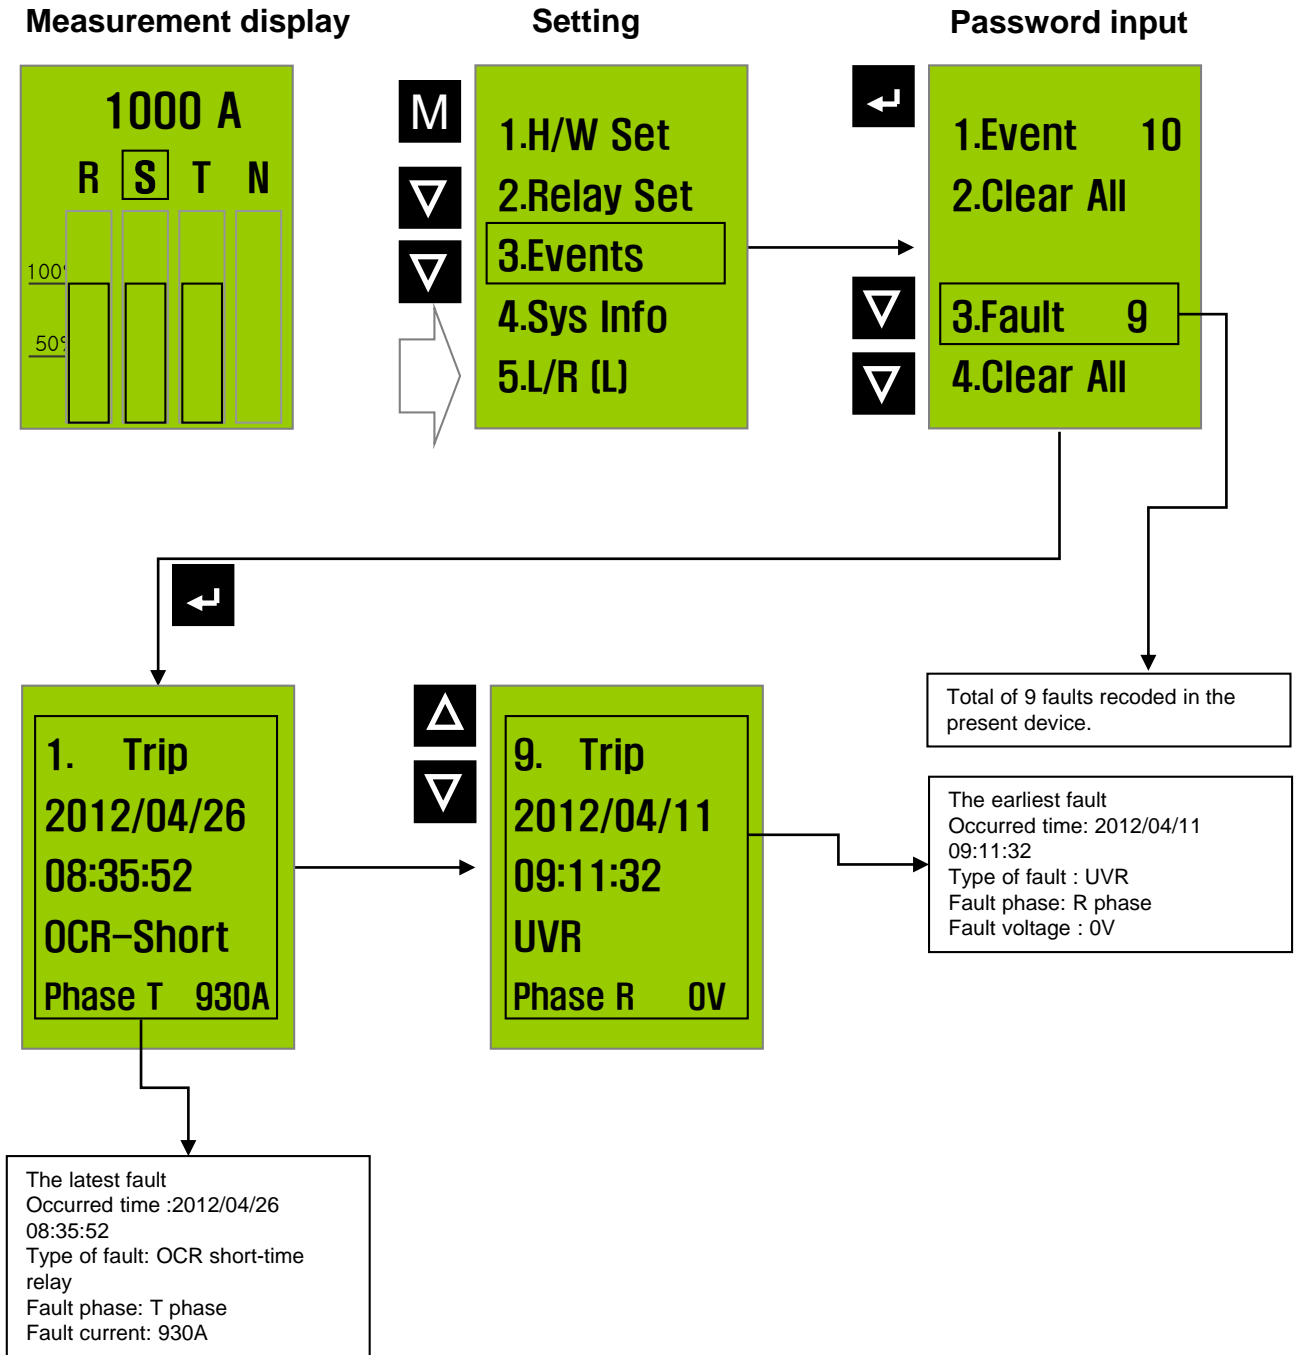 Measurement display
Setting
Password input
1000 A
R S T N
100%
50%
M
1.H/W Set
2.Relay Set
3.Events
4.Sys Info
5.L/R (L)
1.Event 10
2.Clear All
3.Fault 9
4.Clear All
1. Trip
2012/04/26
08:35:52
OCR-Short
Phase T 930A
9. Trip
2012/04/11
09:11:32
UVR
Phase R 0V
Total of 9 faults recoded in the
present device.
The earliest fault
Occurred time: 2012/04/11
09:11:32
Type of fault : UVR
Fault phase: R phase
Fault voltage : 0V
The latest fault
Occurred time :2012/04/26
08:35:52
Type of fault: OCR short-time
relay
Fault phase: T phase
Fault current: 930A